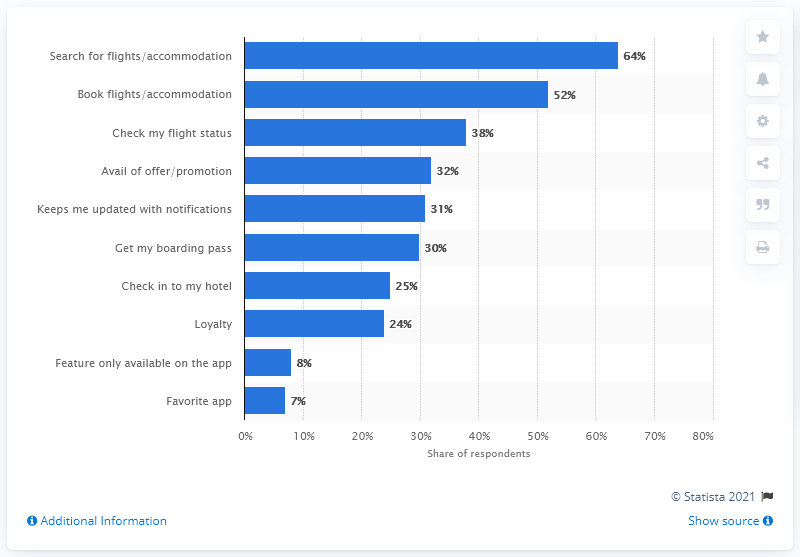 Search for flights/accommodation 64%
Book flights/accommodation 52%
Check my flight status 38%
Avail of offer/promotion 32%
Keeps me updated with notifications 31%
Get my boarding pass 30%
Check in to my hotel 25%
Loyalty 24%
Feature only available on the app 8%
Favorite app 7%
0% 10% 20% 30% 40% 50% 60% 70% 80%
Share of respondents
© Statista 2021
Additional Information Show source